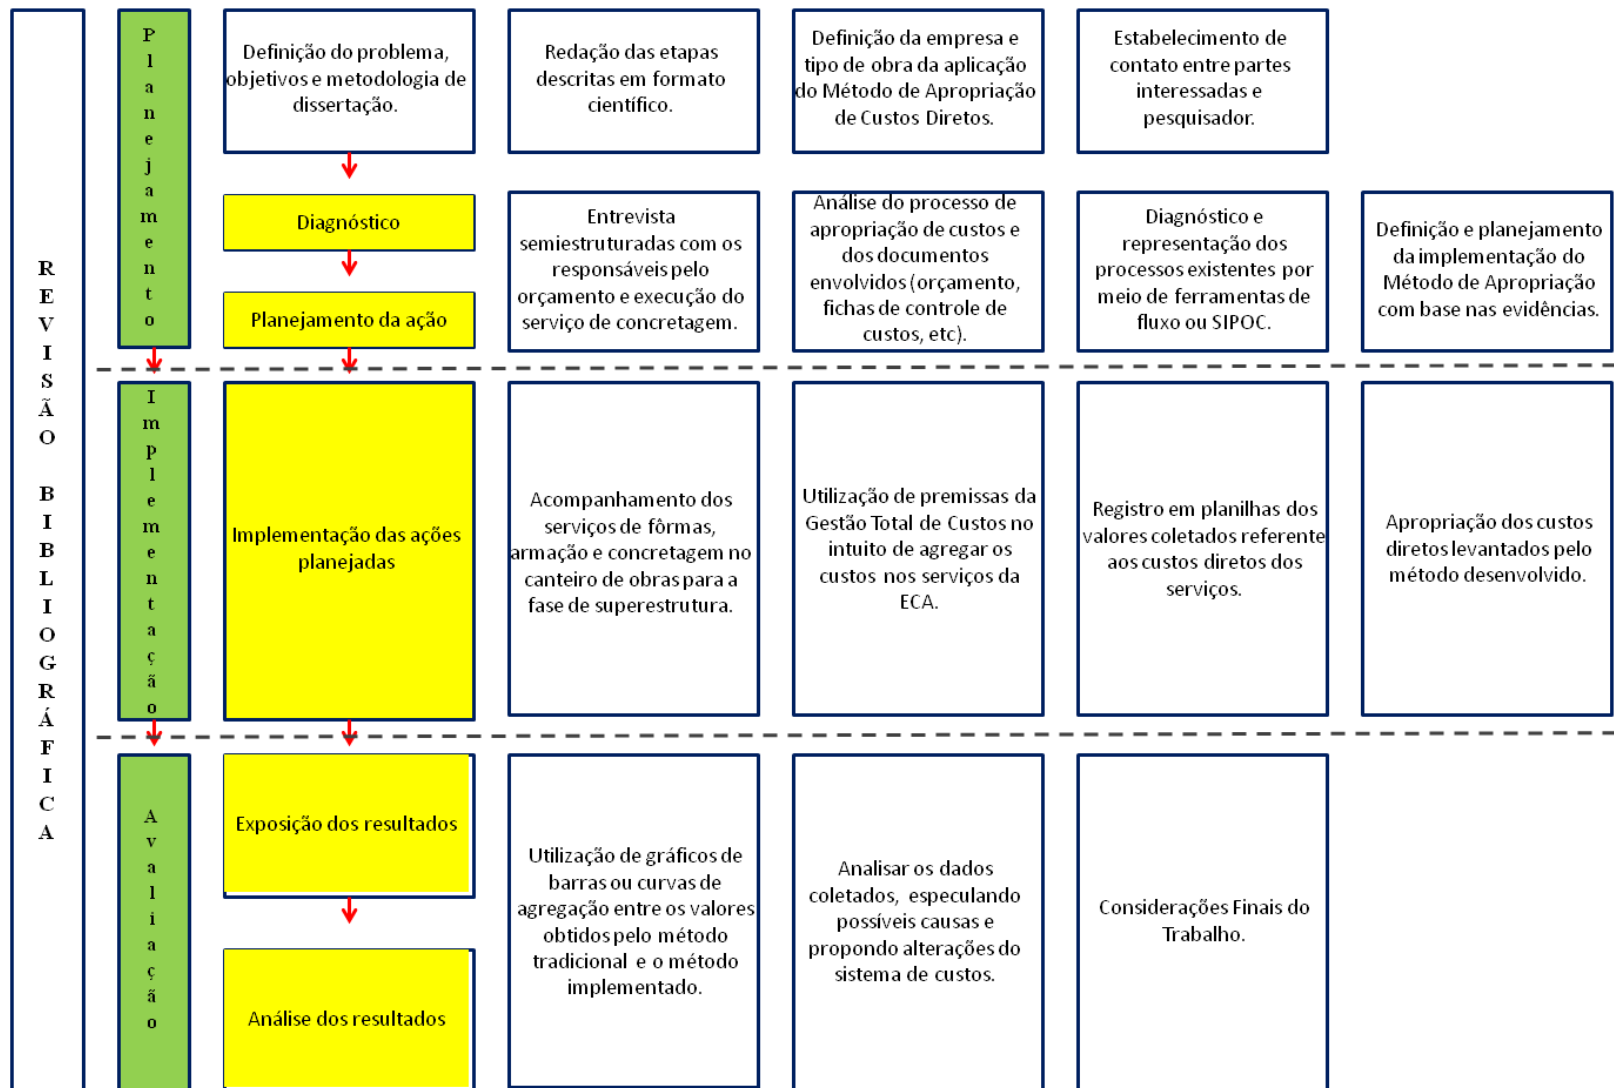 REVISÃO BIBLIOGRÁFICA
Planejamento
Definição do problema,
objetivos e metodologia de
dissertação.
Redação das etapas
descritas em formato
científico.
Definição da empresa e
tipo de obra da aplicação
do Método de Apropriação
de Custos Diretos.
Estabelecimento de
contato entre partes
interessadas e
pesquisador.
Diagnóstico
Planejamento da ação
Entrevista
semiestruturadas com os
responsáveis pelo
orçamento e execução do
serviço de concretagem.
Análise do processo de
apropriação de custos e
dos documentos
envolvidos (orçamento,
fichas de controle de
custos, etc).
Diagnóstico e
representação dos
processos existentes por
meio de ferramentas de
fluxo ou SIPOC.
Definição e planejamento
da implementação do
Método de Apropriação
com base nas evidências.
Implementação
Implementação das ações
planejadas
Acompanhamento dos
serviços de fôrmas,
armação e concretagem no
canteiro de obras para a
fase de superestrutura.
Utilização de premissas da
Gestão Total de Custos no
intuito de agregar os
custos nos serviços da
ECA.
Registro em planilhas dos
valores coletados referente
aos custos diretos dos
serviços.
Apropriação dos custos
diretos levantados pelo
método desenvolvido.
Avaliação
Exposição dos resultados
Análise dos resultados
Utilização de gráficos de
barras ou curvas de
agregação entre os valores
obtidos pelo método
tradicional e o método
implementado.
Analisar os dados
coletados, especulando
possíveis causas e
propondo alterações do
sistema de custos.
Considerações Finais do
Trabalho.